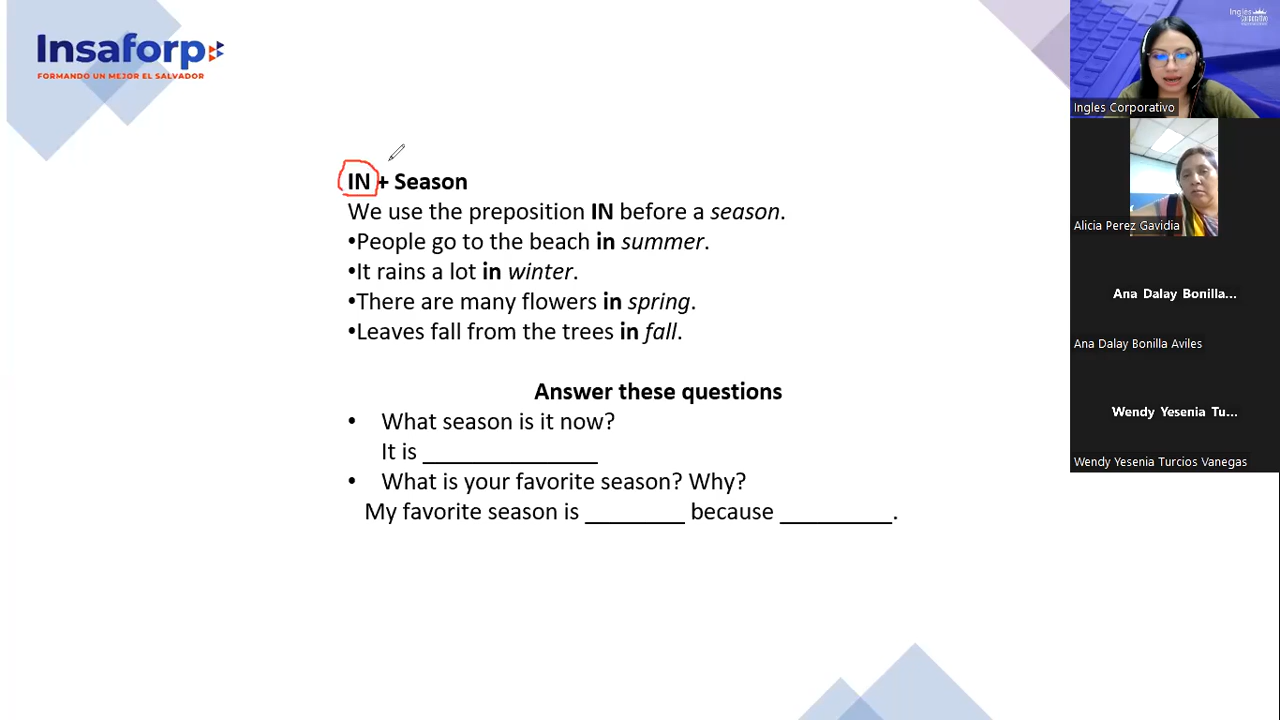 Insaforp
FORMANDO UN MEJOR EL SALVADOR
IN + Season
We use the preposition IN before a season.
•People go to the beach in summer.
•It rains a lot in winter.
•There are many flowers in spring.
•Leaves fall from the trees in fall.
Answer these questions
• What season is it now?
It is _______________
• What is your favorite season? Why?
My favorite season is _________ because __________.
Ingles Corporativo
Alicia Perez Gavidia
Ana Dalay Bonilla...
Ana Dalay Bonilla Aviles
Wendy Yesenia Tu...
Wendy Yesenia Turcios Vanegas